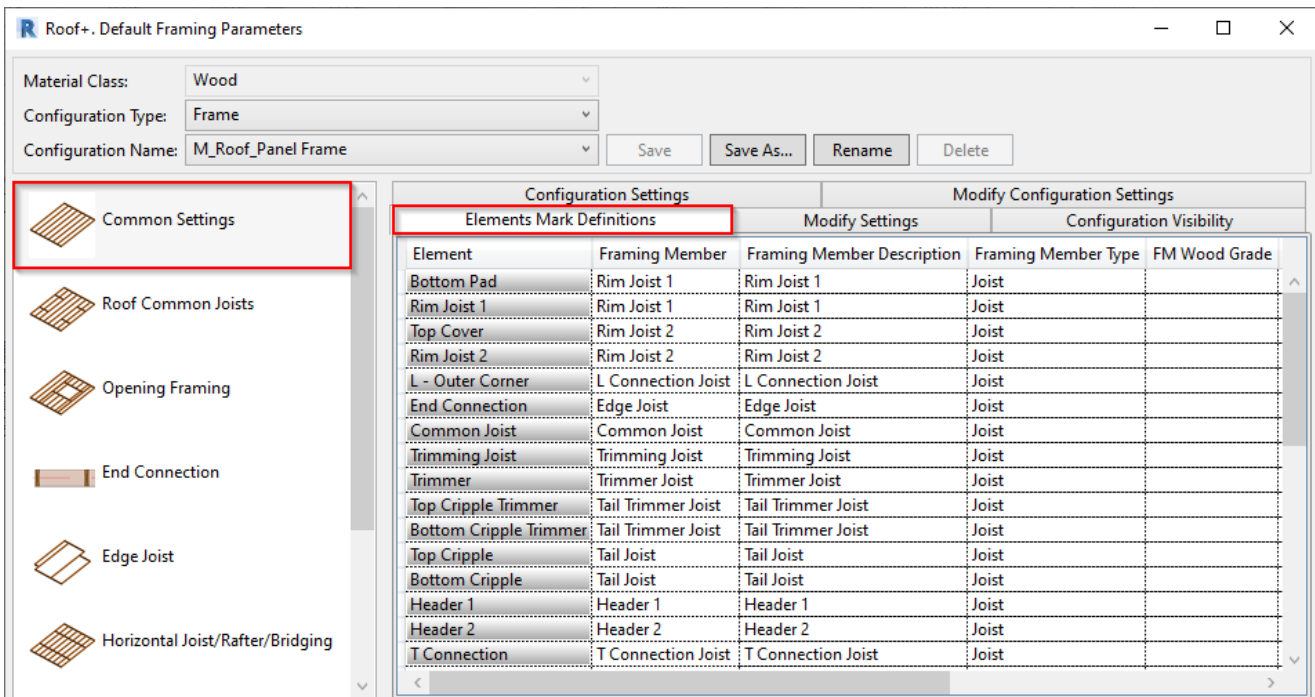 Roof+. Default Framing Parameters
Material Class: Wood
Configuration Type: Frame
Configuration Name: M_Roof_Panel Frame Save Save As... Rename Delete
Common Settings
Roof Common Joists
Opening Framing
End Connection
Edge Joist
Horizontal Joist/Rafter/Bridging
Configuration Settings Modify Configuration Settings
Elements Mark Definitions Modify Settings Configuration Visibility
Element Framing Member Framing Member Description Framing Member Type FM Wood Grade
Bottom Pad Rim Joist 1 Rim Joist 1 Joist
Rim Joist 1 Rim Joist 1 Rim Joist 1 Joist
Top Cover Rim Joist 2 Rim Joist 2 Joist
Rim Joist 2 Rim Joist 2 Rim Joist 2 Joist
L - Outer Corner L Connection Joist L Connection Joist Joist
End Connection Edge Joist Edge Joist Joist
Common Joist Common Joist Common Joist Joist
Trimming Joist Trimming Joist Trimming Joist Joist
Trimmer Trimmer Joist Trimmer Joist Joist
Top Cripple Trimmer Tail Trimmer Joist Tail Trimmer Joist Joist
Bottom Cripple Trimmer Tail Trimmer Joist Tail Trimmer Joist Joist
Top Cripple Tail Joist Tail Joist Joist
Bottom Cripple Tail Joist Tail Joist Joist
Header 1 Header 1 Header 1 Joist
Header 2 Header 2 Header 2 Joist
T Connection T Connection Joist T Connection Joist Joist